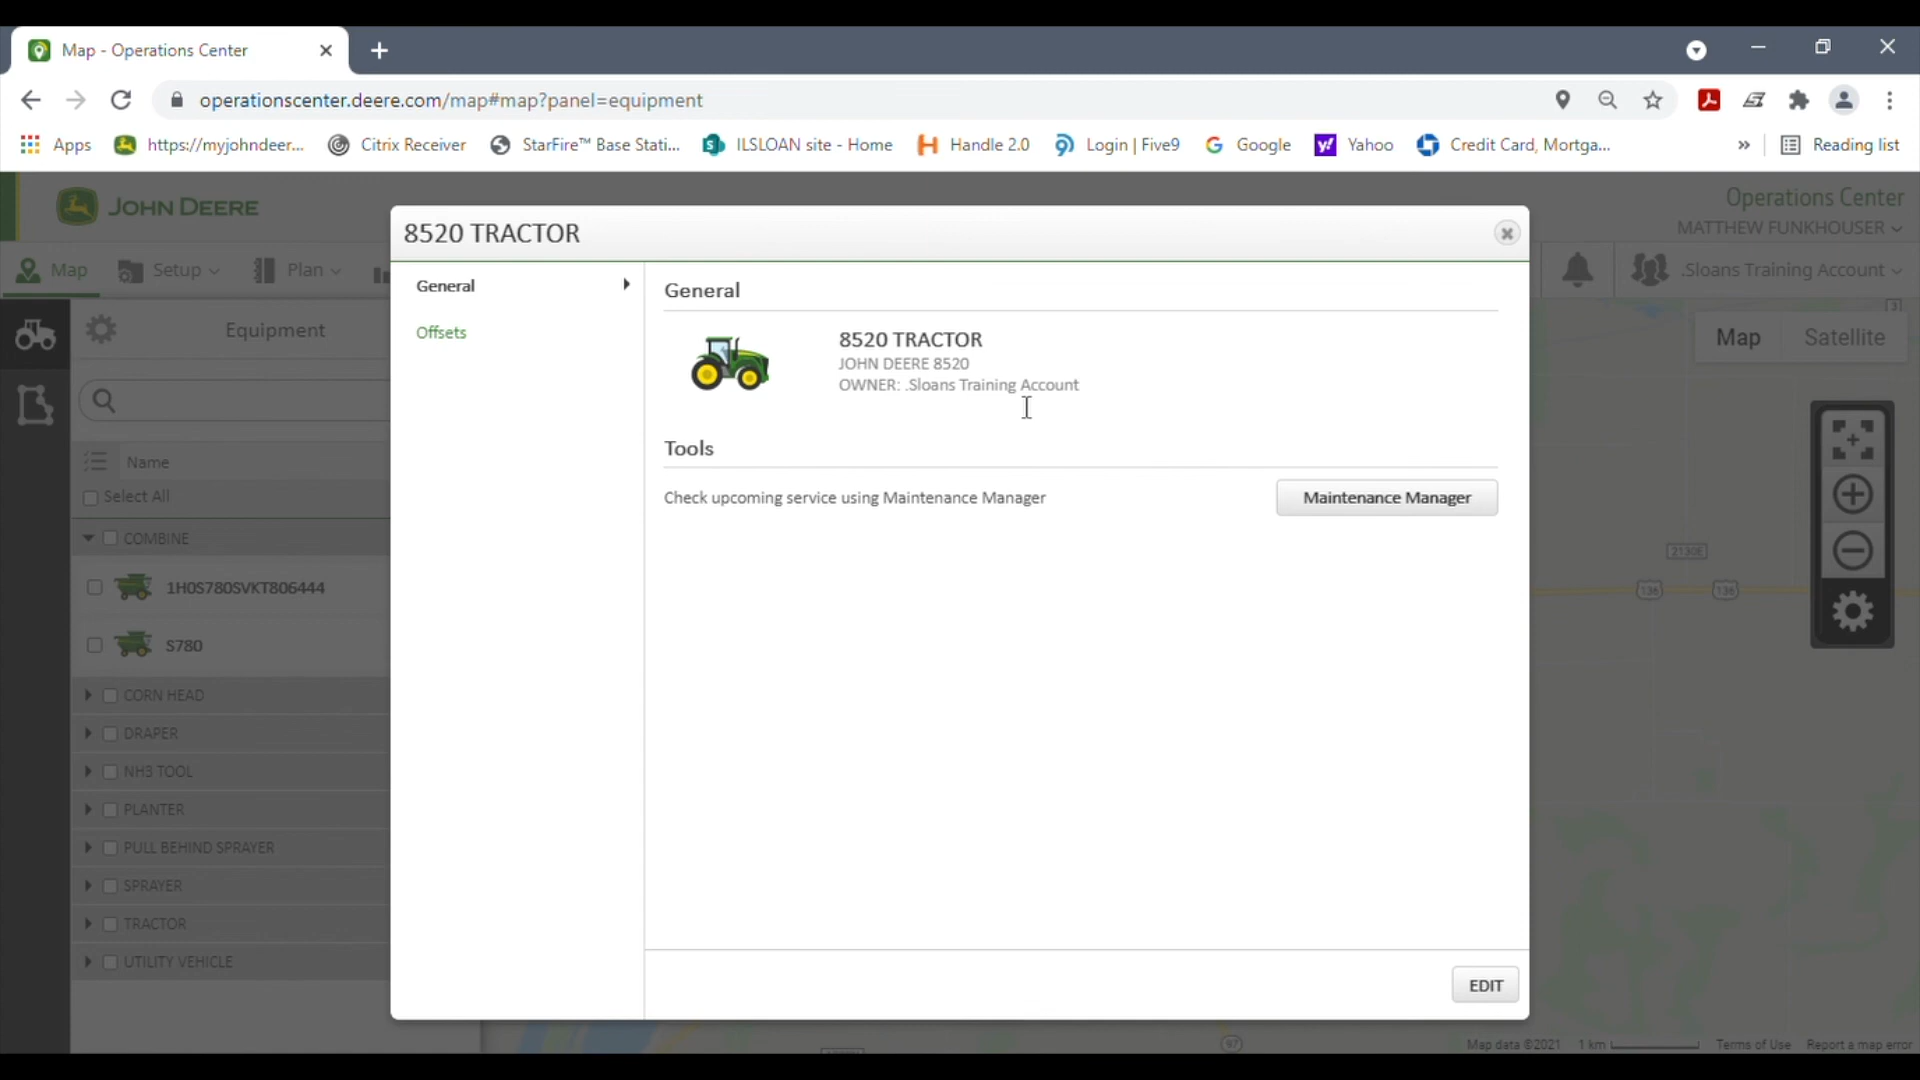 Map - Operations Center
operationscenter.deere.com/map#map?panel=equipment
Apps
https://myjohndeer...
Citrix Receiver
StarFire™ Base Stati...
ILSLOAN site - Home
Handle 2.0
Login | Five9
Google
Yahoo
Credit Card, Mortga...
»
Reading list
JOHN DEERE
Operations Center
MATTHEW FUNKHOUSER
Map
Setup
Plan
.Sloans Training Account
Equipment
Name
Select All
COMBINE
1H0S780SVKT806444
S780
CORN HEAD
DRAPER
NH3 TOOL
PLANTER
PULL BEHIND SPRAYER
SPRAYER
TRACTOR
UTILITY VEHICLE
8520 TRACTOR
General
Offsets
General
8520 TRACTOR
JOHN DEERE 8520
OWNER: .Sloans Training Account
Tools
Check upcoming service using Maintenance Manager
Maintenance Manager
EDIT
3
Map
Satellite
2130E
136
136
97
Map data ©2021
1 km
Terms of Use
Report a map error